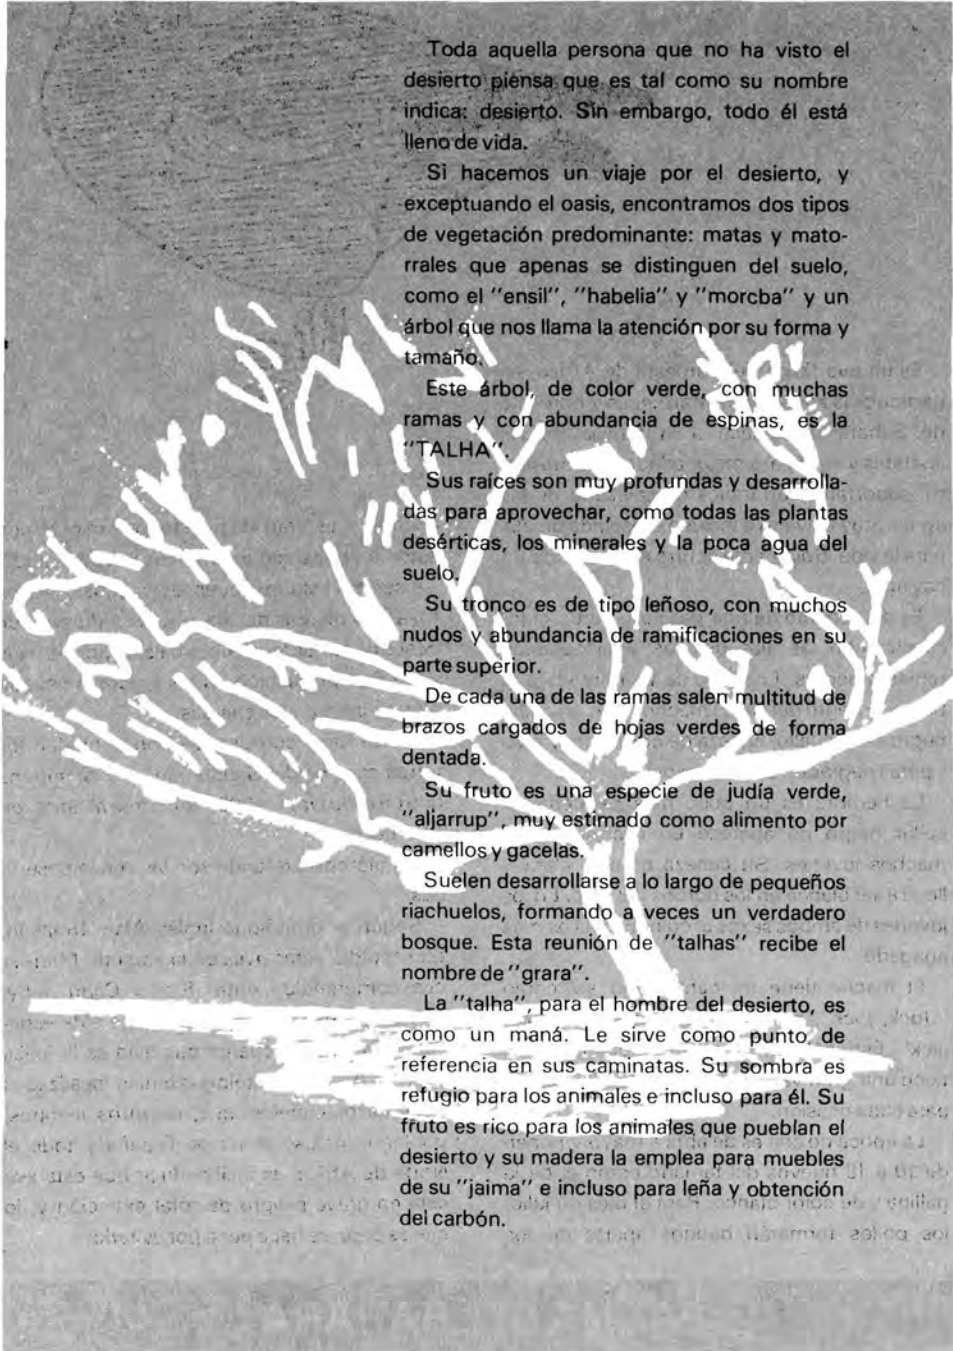 Toda aquella persona que no ha visto el
desierto piensa que es tal como su nombre
indica: desierto. Sin embargo, todo él está
lleno de vida.
Si hacemos un viaje por el desierto, y
exceptuando el oasis, encontramos dos tipos
de vegetación predominante: matas y mato-
rrales que apenas se distinguen del suelo,
como el "ensil", "habelia" y "morcba" y un
árbol que nos llama la atención por su forma y
tamaño.
Este árbol, de color verde, con muchas
ramas y con abundancia de espinas, es la
"TALHA".
Sus raíces son muy profundas y desarrolla-
das para aprovechar, como todas las plantas
desérticas, los minerales y la poca agua del
suelo.
Su tronco es de tipo leñoso, con muchos
nudos y abundancia de ramificaciones en su
parte superior.
De cada una de las ramas salen multitud de
brazos cargados de hojas verdes de forma
dentada.
Su fruto es una especie de judía verde,
"aljarrup", muy estimado como alimento por
camellos y gacelas.
Suelen desarrollarse a lo largo de pequeños
riachuelos, formando a veces un verdadero
bosque. Esta reunión de "talhas" recibe el
nombre de "grara".
La "talha", para el hombre del desierto, es
como un maná. Le sirve como punto de
referencia en sus caminatas. Su sombra es
refugio para los animales e incluso para él. Su
fruto es rico para los animales que pueblan el
desierto y su madera la emplea para muebles
de su "jaima" e incluso para leña y obtención
del carbón.